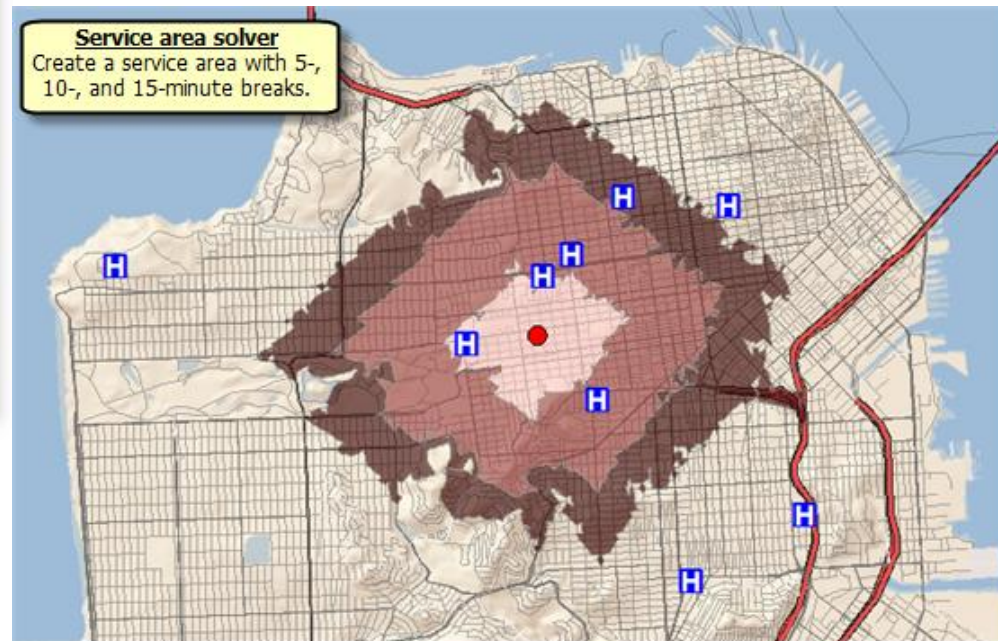 Service area solver
Create a service area with 5-,
10-, and 15-minute breaks.
H
H
H
H
H
H
H
H
H